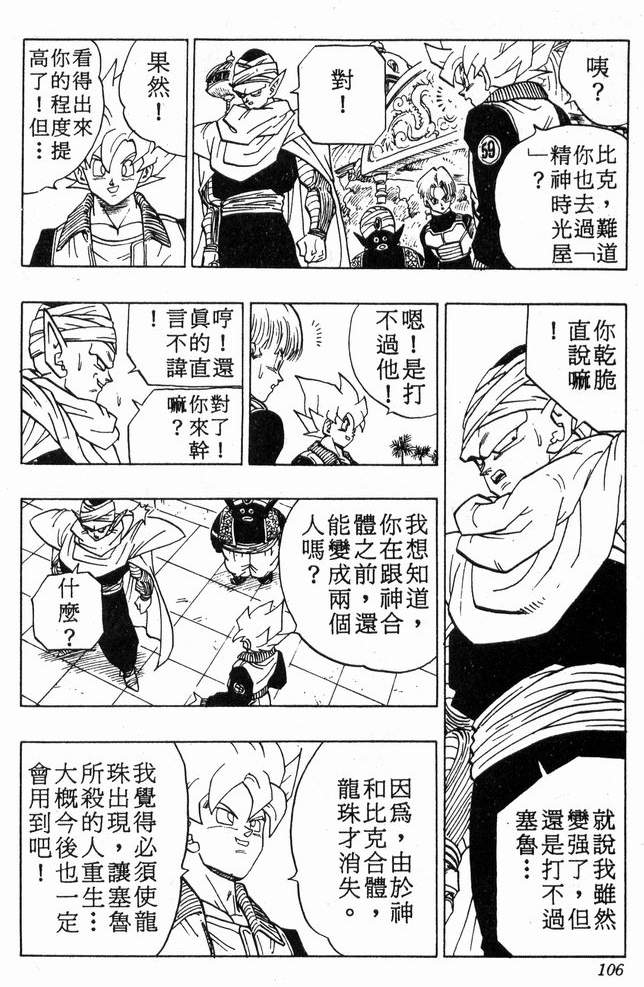 咦？
比克，難道
你也去過「
精神時光屋
」？
59
對！
果然！
看得出來
你的程度提
高了！但…
你乾脆
直說嘛
！
就說我雖然
變强了，但
還是打不過
塞魯…
嗯！是打
不過他！
哼！還
眞的直
言不諱
！
對了！
你來幹
嘛？
我想知道，
你在跟神合
體之前，還
能變成兩個
人嗎？
什麼？
因爲，由於神
和比克合體，
龍珠才消失。
我覺得必須使龍
珠出現，讓塞魯
所殺的人重生…
大概今後也一定
會用到吧！
106